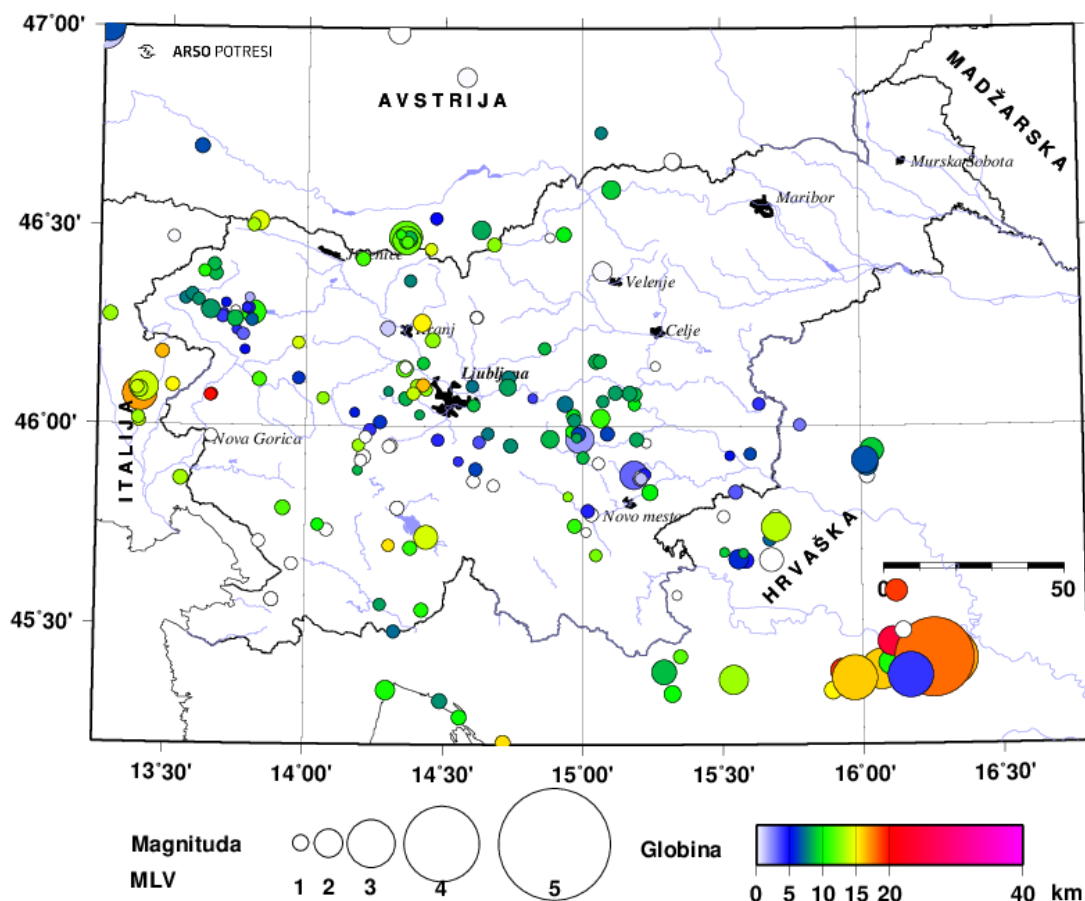 47°00'
ARSO POTRESI
AVSTRIJA
MADŽARSKA
Murska Sobota
Maribor
46°30'
Velenje
Kranj
Celje
Ljubljana
46°00'
Nova Gorica
ITALIJA
Novo mesto
HRVAŠKA
0 50
45°30'
13°30' 14°00' 14°30' 15°00' 15°30' 16°00' 16°30'
Magnituda
MLV
1 2 3 4 5
Globina
0 5 10 15 20 40 km